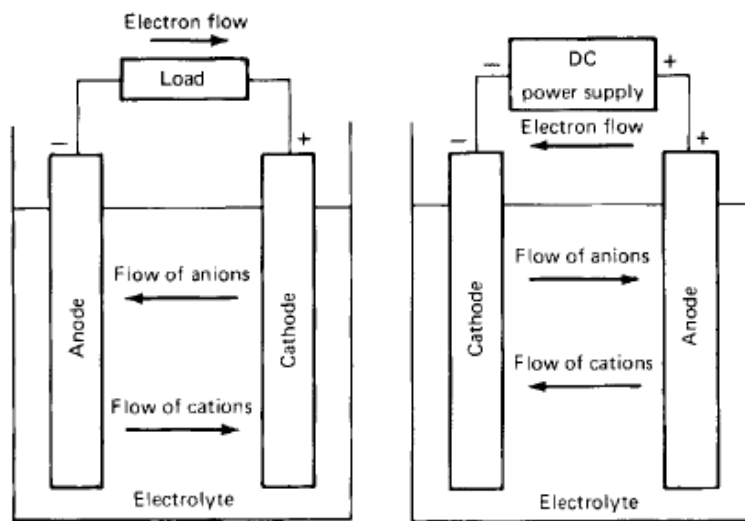 Electron flow
Load
−
+
Anode
Flow of anions
Flow of cations
Cathode
Electrolyte
−
DC
power supply
+
Electron flow
−
+
Cathode
Flow of anions
Flow of cations
Anode
Electrolyte